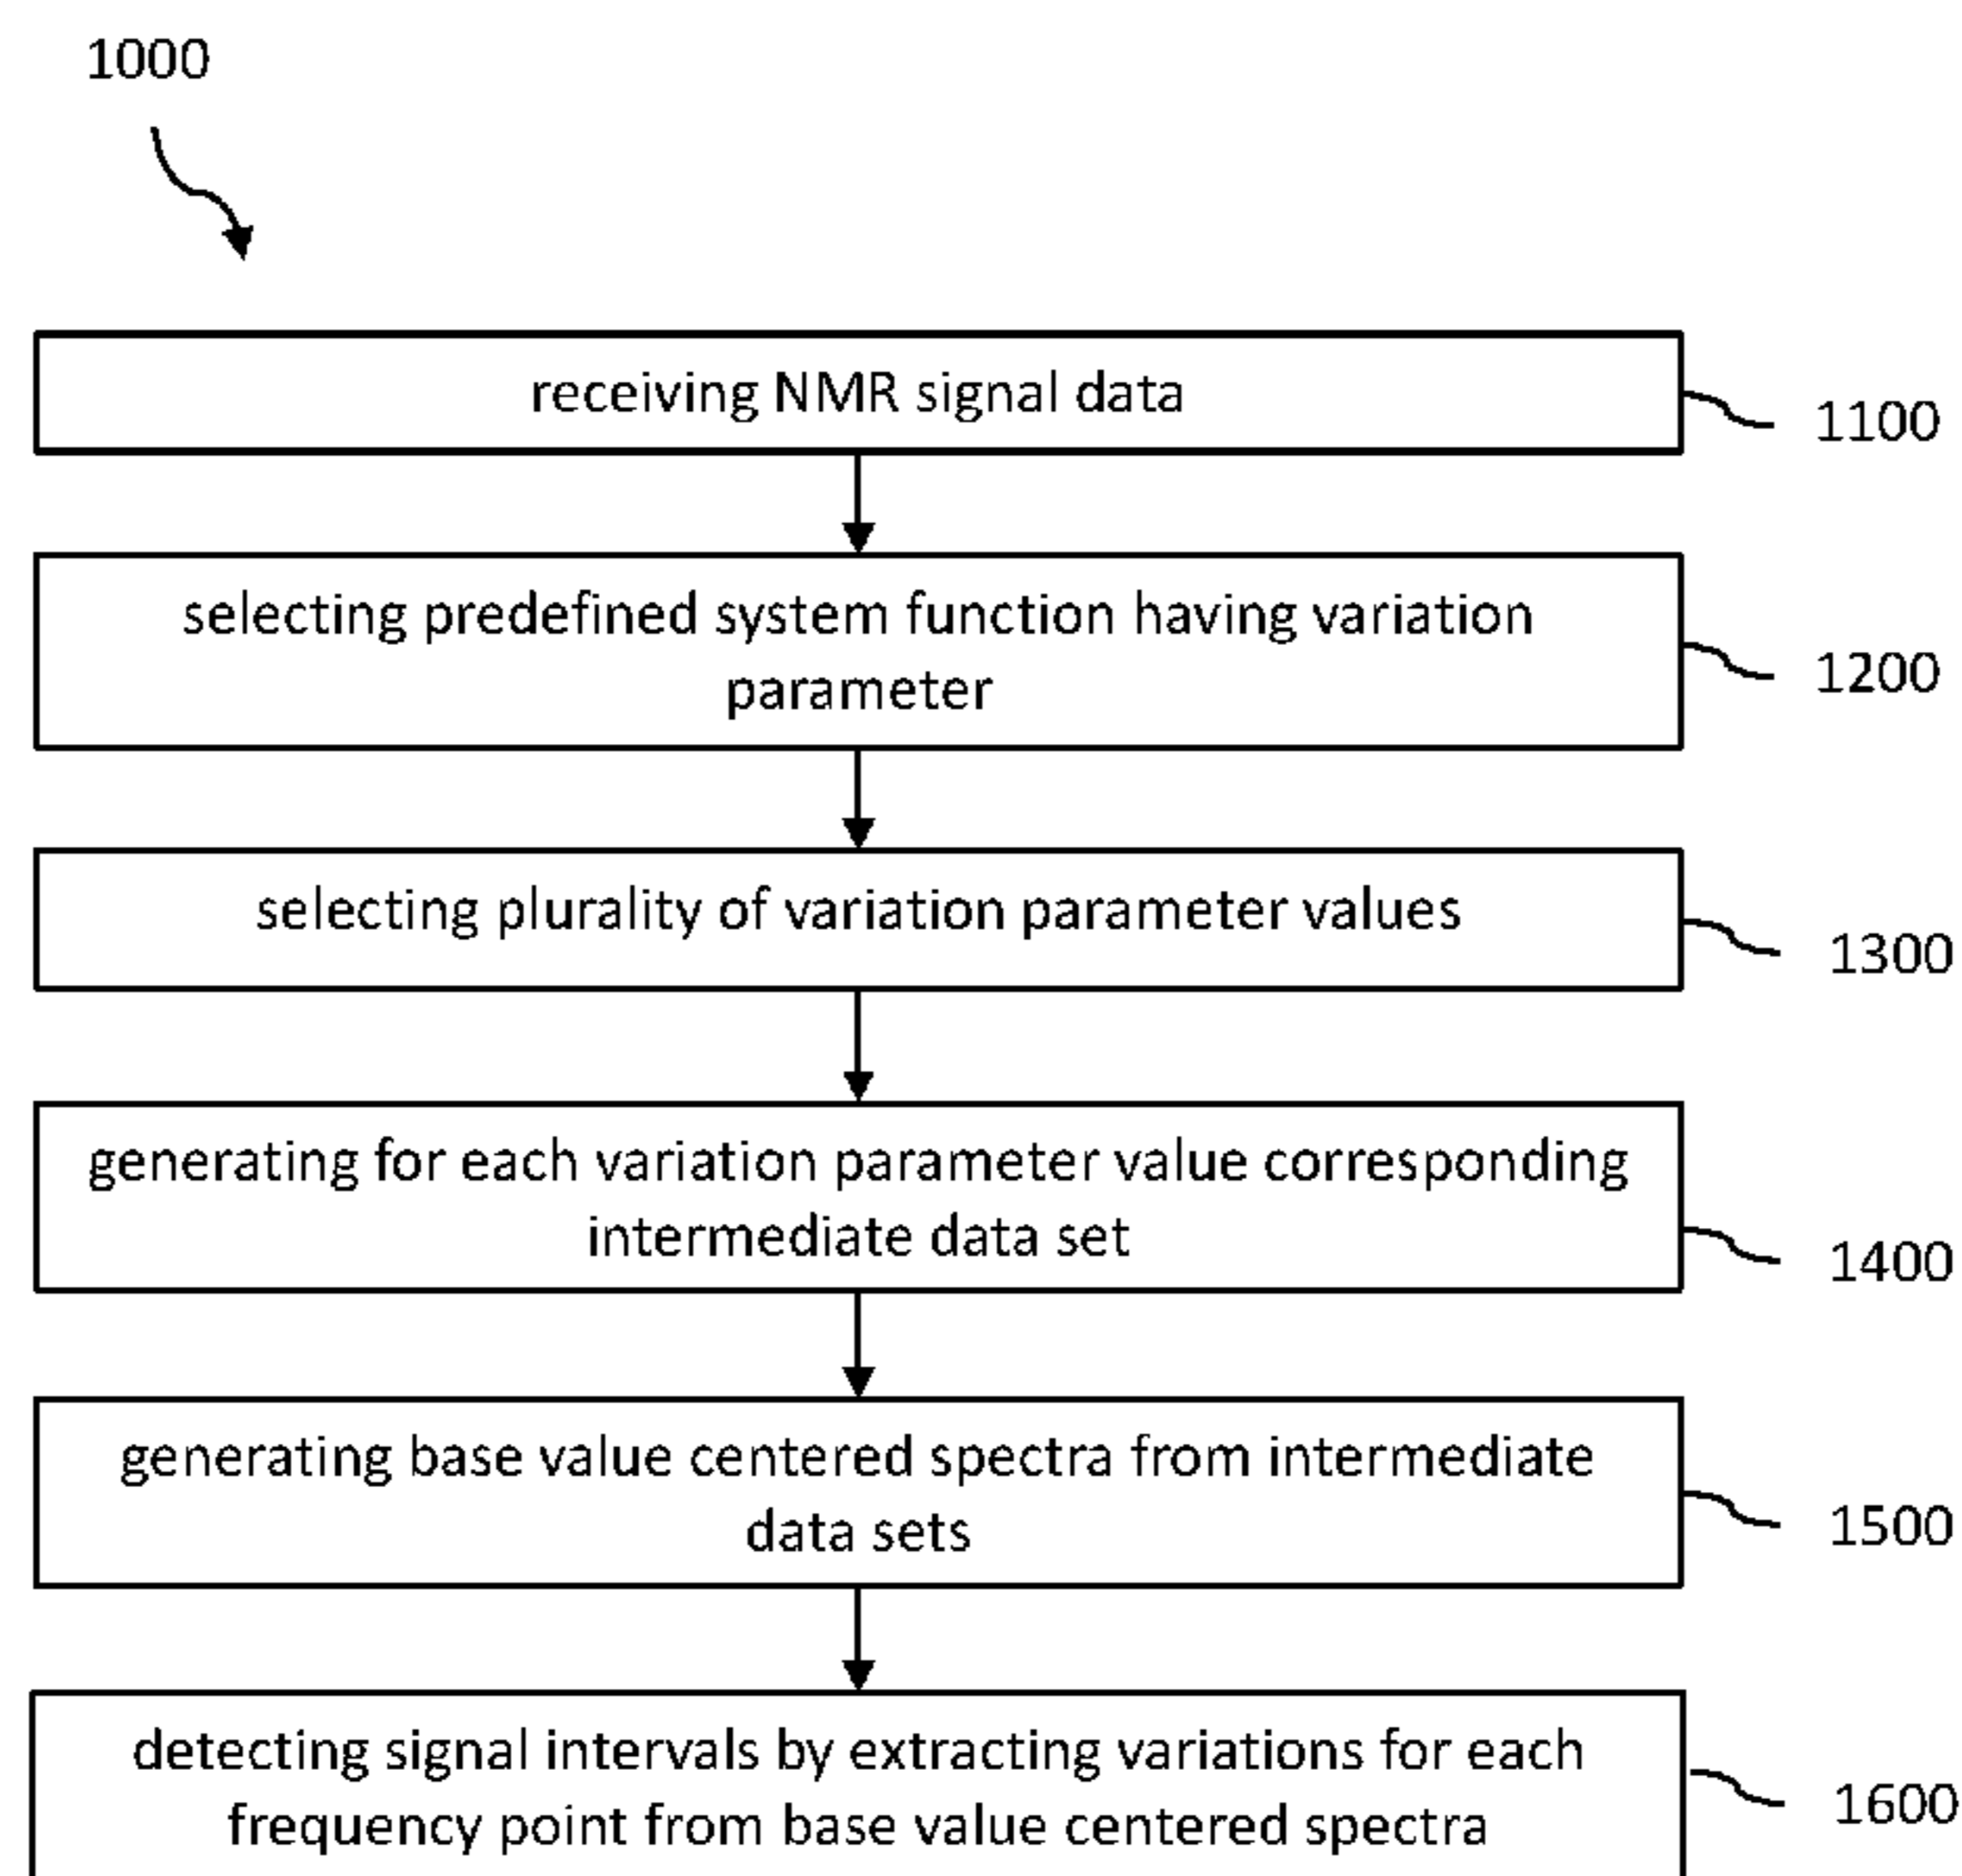 1000
receiving NMR signal data
1100
selecting predefined system function having variation
parameter
1200
selecting plurality of variation parameter values
1300
generating for each variation parameter value corresponding
intermediate data set
1400
generating base value centered spectra from intermediate
data sets
1500
detecting signal intervals by extracting variations for each
frequency point from base value centered spectra
1600